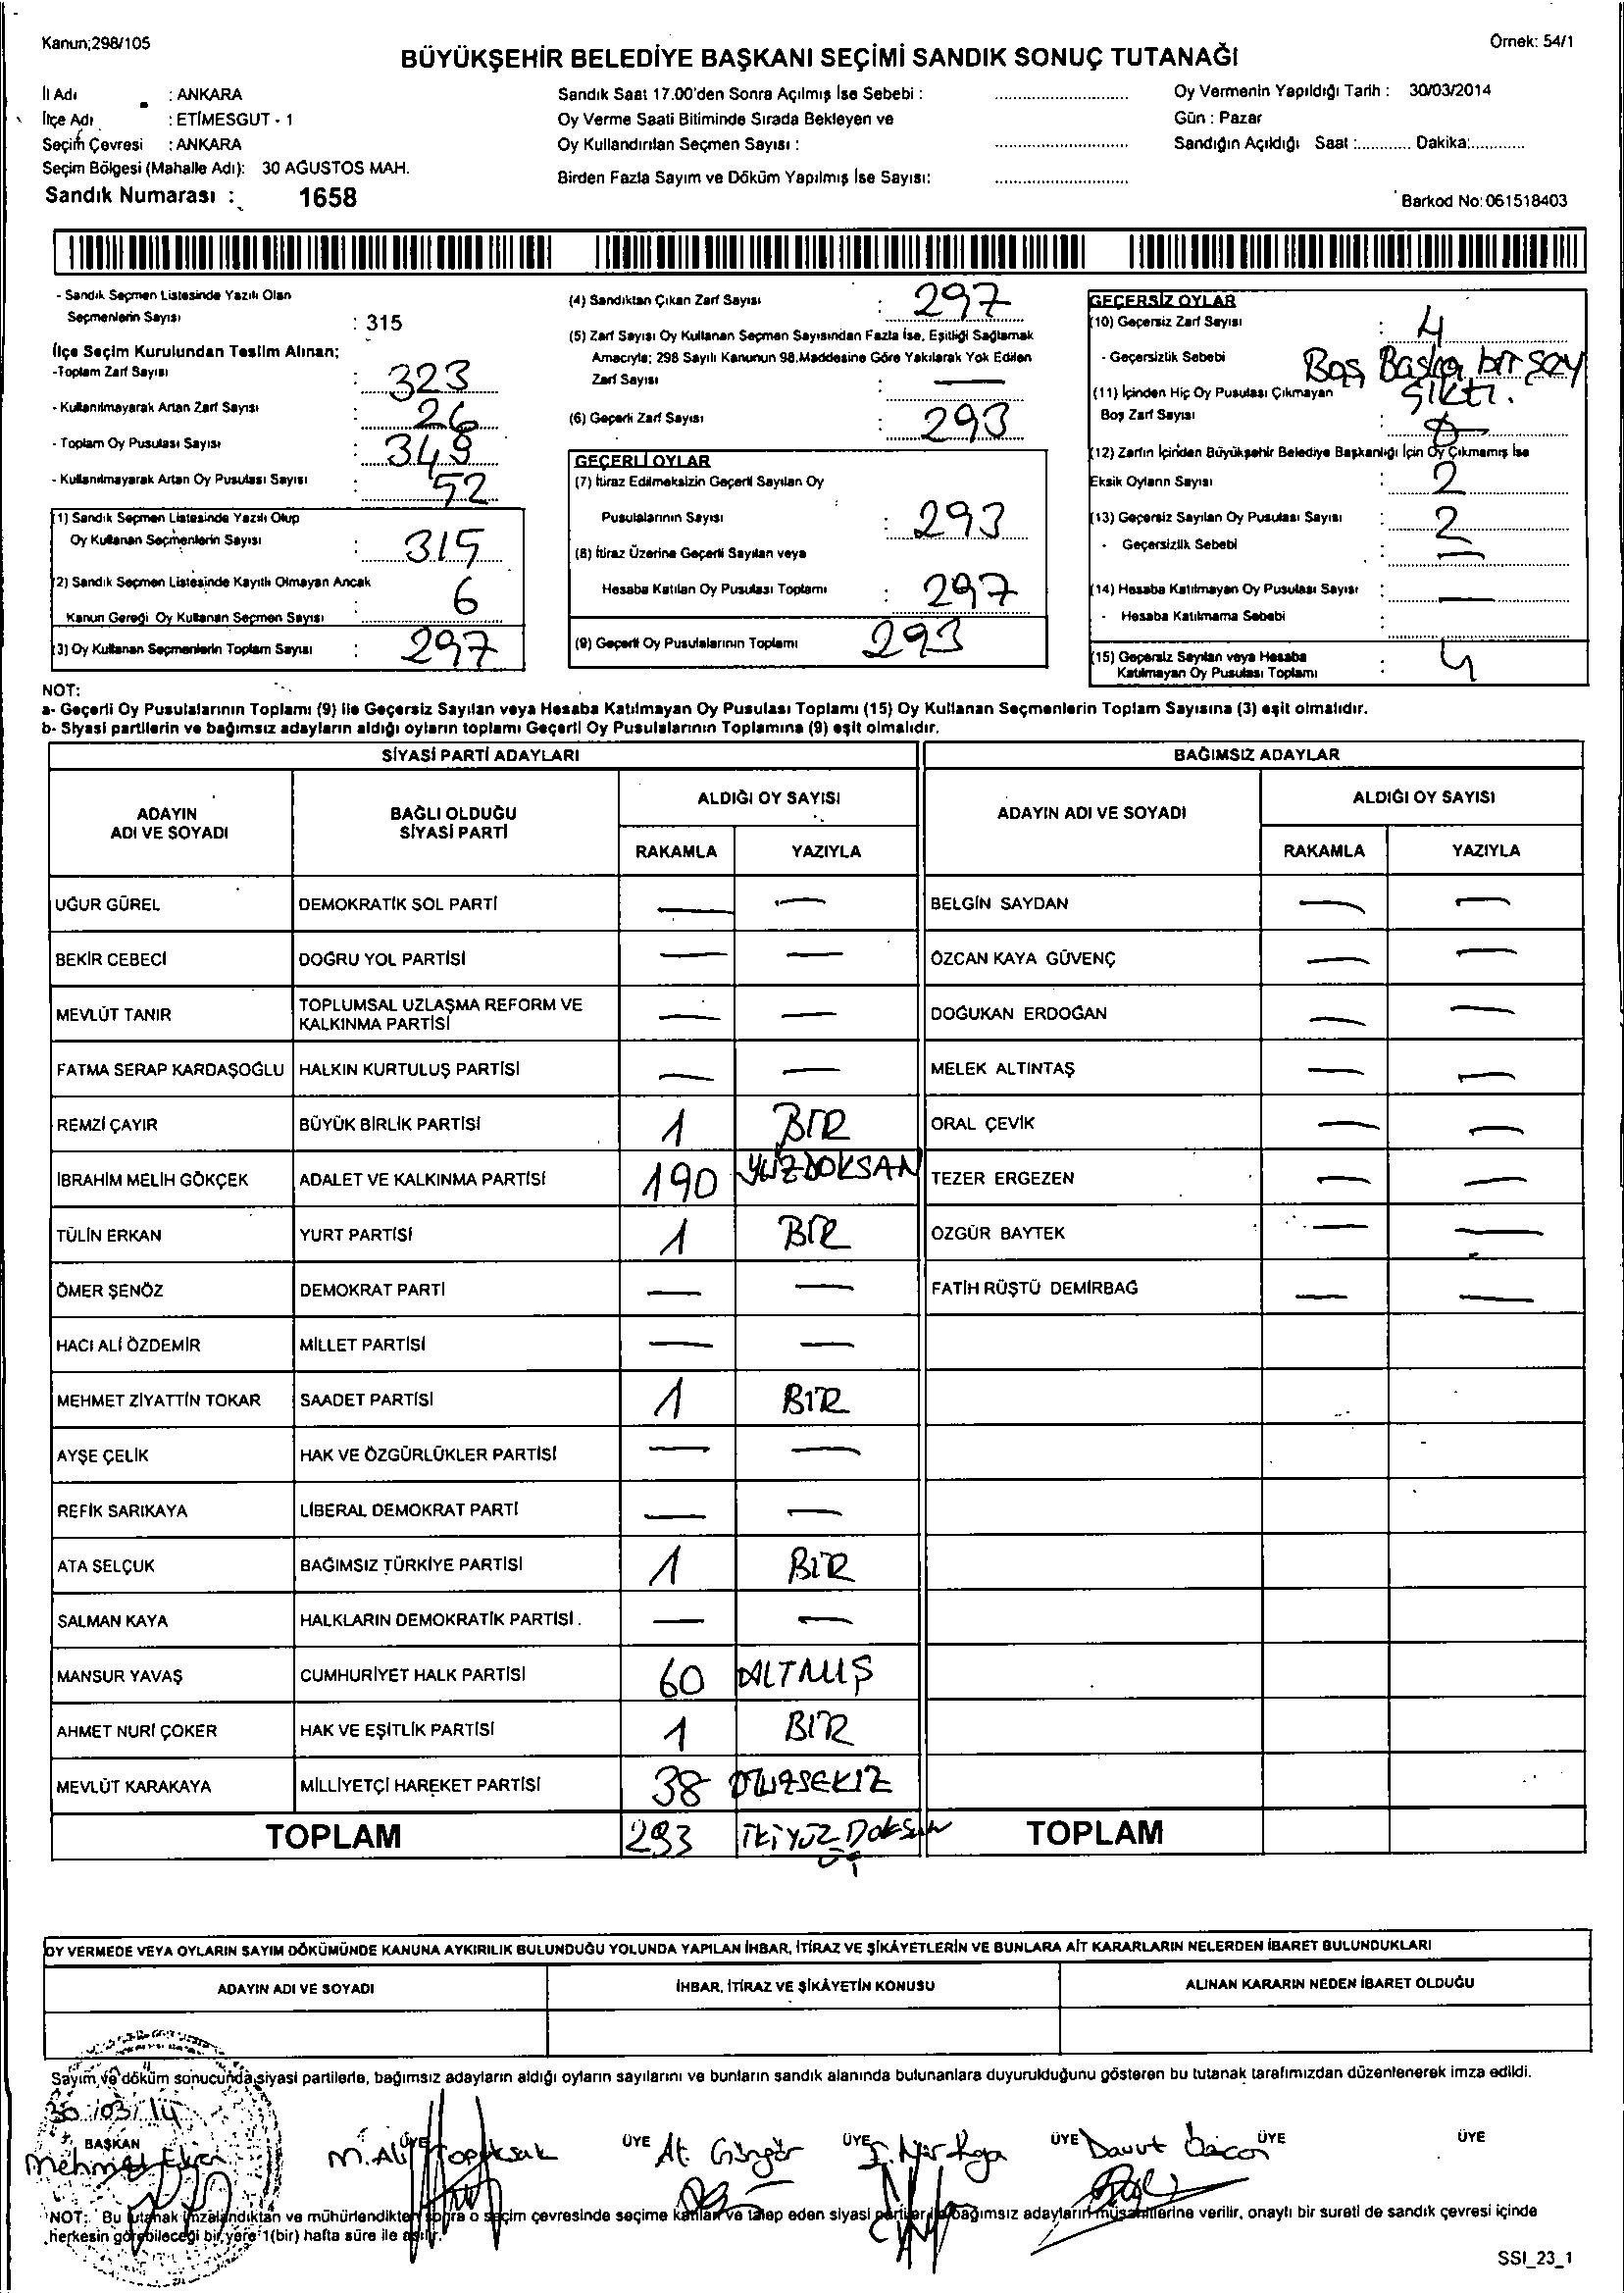 Kanun;298/105
Örnek: 54/1
BÜYÜKŞEHİR BELEDİYE BAŞKANI SEÇİMİ SANDIK SONUÇ TUTANAĞI
İl Adı : ANKARA
İlçe Adı : ETİMESGUT - 1
Seçim Çevresi : ANKARA
Seçim Bölgesi (Mahalle Adı): 30 AĞUSTOS MAH.
Sandık Numarası : 1658
Sandık Saat 17.00'den Sonra Açılmış İse Sebebi :
Oy Verme Saati Bitiminde Sırada Bekleyen ve
Oy Kullandırılan Seçmen Sayısı :
Birden Fazla Sayım ve Döküm Yapılmış İse Sayısı:
Oy Vermenin Yapıldığı Tarih : 30/03/2014
Gün : Pazar
Sandığın Açıldığı Saat :............ Dakika:............
Barkod No:061518403
- Sandık Seçmen Listesinde Yazılı Olan
Seçmenlerin Sayısı : 315
İlçe Seçim Kurulundan Teslim Alınan;
-Toplam Zarf Sayısı : 323
- Kullanılmayarak Artan Zarf Sayısı : 26
- Toplam Oy Pusulası Sayısı : 349
- Kullanılmayarak Artan Oy Pusulası Sayısı : 52
(1) Sandık Seçmen Listesinde Yazılı Olup
Oy Kullanan Seçmenlerin Sayısı : 315
(2) Sandık Seçmen Listesinde Kayıtlı Olmayan Ancak
Kanun Gereği Oy Kullanan Seçmen Sayısı : 6
(3) Oy Kullanan Seçmenlerin Toplam Sayısı : 297
(4) Sandıktan Çıkan Zarf Sayısı : 297
(5) Zarf Sayısı Oy Kullanan Seçmen Sayısından Fazla İse, Eşitliği Sağlamak
Amacıyla; 298 Sayılı Kanunun 98.Maddesine Göre Yakılarak Yok Edilen
Zarf Sayısı : —
(6) Geçerli Zarf Sayısı : 293
GEÇERLİ OYLAR
(7) İtiraz Edilmeksizin Geçerli Sayılan Oy
Pusulalarının Sayısı : 293
(8) İtiraz Üzerine Geçerli Sayılan veya
Hesaba Katılan Oy Pusulası Toplamı : 297
(9) Geçerli Oy Pusulalarının Toplamı 293
GEÇERSİZ OYLAR
(10) Geçersiz Zarf Sayısı : 4
- Geçersizlik Sebebi Boş Başka bir şey
çıktı.
(11) İçinden Hiç Oy Pusulası Çıkmayan
Boş Zarf Sayısı :
(12) Zarfın İçinden Büyükşehir Belediye Başkanlığı İçin Oy Çıkmamış İse
Eksik Oyların Sayısı : 2
(13) Geçersiz Sayılan Oy Pusulası Sayısı : 2
- Geçersizlik Sebebi : —
(14) Hesaba Katılmayan Oy Pusulası Sayısı : —
- Hesaba Katılmama Sebebi :
(15) Geçersiz Sayılan veya Hesaba
Katılmayan Oy Pusulası Toplamı : 4
NOT:
a- Geçerli Oy Pusulalarının Toplamı (9) ile Geçersiz Sayılan veya Hesaba Katılmayan Oy Pusulası Toplamı (15) Oy Kullanan Seçmenlerin Toplam Sayısına (3) eşit olmalıdır.
b- Siyasi partilerin ve bağımsız adayların aldığı oyların toplamı Geçerli Oy Pusulalarının Toplamına (9) eşit olmalıdır.
SİYASİ PARTİ ADAYLARI BAĞIMSIZ ADAYLAR
ADAYIN
ADI VE SOYADI
BAĞLI OLDUĞU
SİYASİ PARTİ
ALDIĞI OY SAYISI
RAKAMLA YAZIYLA
ADAYIN ADI VE SOYADI
ALDIĞI OY SAYISI
RAKAMLA YAZIYLA
UĞUR GÜREL DEMOKRATİK SOL PARTİ — — BELGİN SAYDAN — —
BEKİR CEBECİ DOĞRU YOL PARTİSİ — — ÖZCAN KAYA GÜVENÇ — —
MEVLÜT TANIR TOPLUMSAL UZLAŞMA REFORM VE
KALKINMA PARTİSİ — — DOĞUKAN ERDOĞAN — —
FATMA SERAP KARDAŞOĞLU HALKIN KURTULUŞ PARTİSİ — — MELEK ALTINTAŞ — —
REMZİ ÇAYIR BÜYÜK BİRLİK PARTİSİ 1 BİR ORAL ÇEVİK — —
İBRAHİM MELİH GÖKÇEK ADALET VE KALKINMA PARTİSİ 190 YÜZDOKSAN TEZER ERGEZEN — —
TÜLİN ERKAN YURT PARTİSİ 1 BİR ÖZGÜR BAYTEK — —
ÖMER ŞENÖZ DEMOKRAT PARTİ — — FATİH RÜŞTÜ DEMİRBAĞ — —
HACI ALİ ÖZDEMİR MİLLET PARTİSİ — —
MEHMET ZİYATTİN TOKAR SAADET PARTİSİ 1 BİR
AYŞE ÇELİK HAK VE ÖZGÜRLÜKLER PARTİSİ — —
REFİK SARIKAYA LİBERAL DEMOKRAT PARTİ — —
ATA SELÇUK BAĞIMSIZ TÜRKİYE PARTİSİ 1 BİR
SALMAN KAYA HALKLARIN DEMOKRATİK PARTİSİ — —
MANSUR YAVAŞ CUMHURİYET HALK PARTİSİ 60 ALTMIŞ
AHMET NURİ ÇÖKER HAK VE EŞİTLİK PARTİSİ 1 BİR
MEVLÜT KARAKAYA MİLLİYETÇİ HAREKET PARTİSİ 38 OTUZSEKİZ
TOPLAM 293 İKİYÜZ Doksan TOPLAM
üç
OY VERMEDE VEYA OYLARIN SAYIM DÖKÜMÜNDE KANUNA AYKIRILIK BULUNDUĞU YOLUNDA YAPILAN İHBAR, İTİRAZ VE ŞİKÂYETLERİN VE BUNLARA AİT KARARLARIN NELERDEN İBARET BULUNDUKLARI
ADAYIN ADI VE SOYADI İHBAR, İTİRAZ VE ŞİKÂYETİN KONUSU ALINAN KARARIN NEDEN İBARET OLDUĞU
Sayım ve döküm sonucunda siyasi partilerle, bağımsız adayların aldığı oyların sayılarını ve bunların sandık alanında bulunanlara duyurulduğunu gösteren bu tutanak tarafımızdan düzenlenerek imza edildi.
30/03/14
BAŞKAN ÜYE ÜYE ÜYE ÜYE ÜYE ÜYE
Mehmet M. Ali At. Güngör Davut
NOT: Bu tutanak imzalandıktan ve mühürlendikten sonra o seçim çevresinde seçime katılan ve talep eden siyasi partiler ile bağımsız adayların müşahitlerine verilir, onaylı bir sureti de sandık çevresi içinde
herkesin görebileceği bir yere 1(bir) hafta süre ile asılır.
SSI_23_1